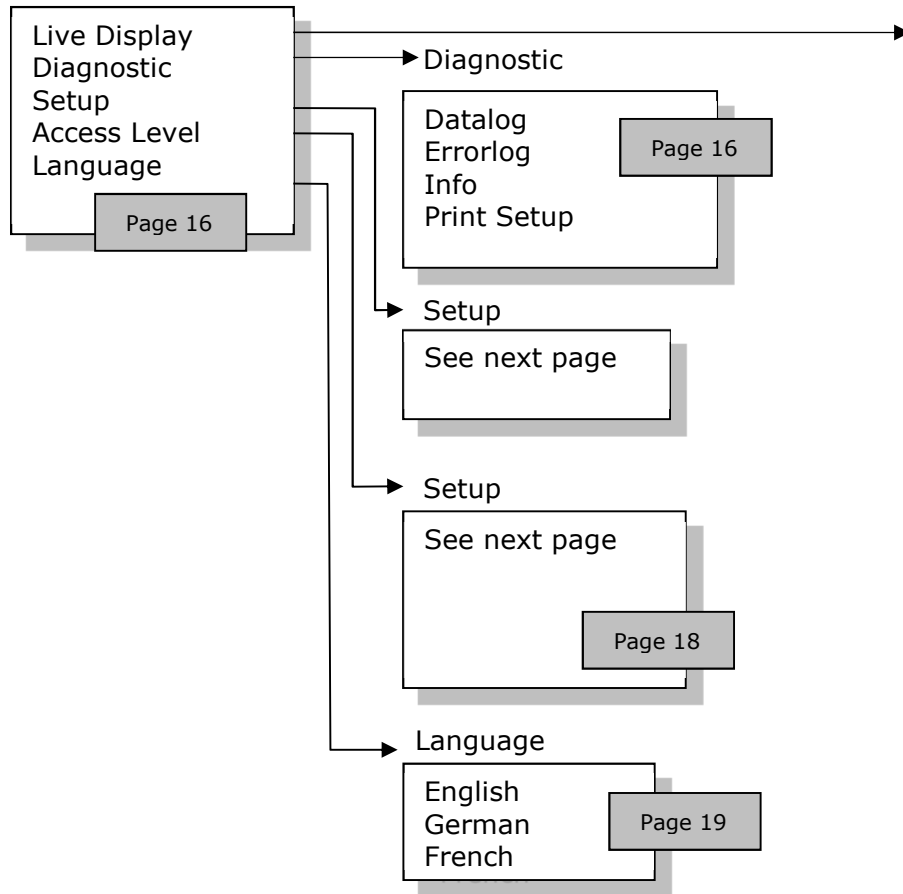 Live Display
Diagnostic
Setup
Access Level
Language
Page 16
Diagnostic
Datalog
Errorlog
Info
Print Setup
Page 16
Setup
See next page
Setup
See next page
Page 18
Language
English
German
French
Page 19